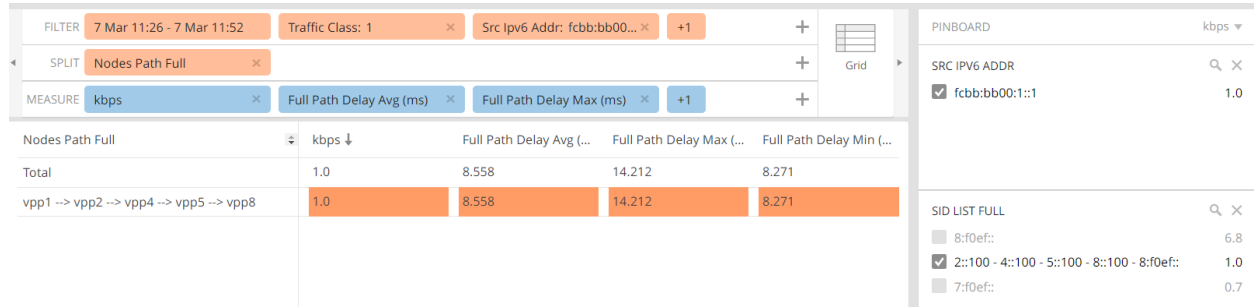 FILTER 7 Mar 11:26 - 7 Mar 11:52 × Traffic Class: 1 × Src Ipv6 Addr: fcbb:bb00... × +1 +
SPLIT Nodes Path Full × +
Grid
MEASURE kbps × Full Path Delay Avg (ms) × Full Path Delay Max (ms) × +1 +
Nodes Path Full kbps Full Path Delay Avg (... Full Path Delay Max (... Full Path Delay Min (...
Total 1.0 8.558 14.212 8.271
vpp1 --> vpp2 --> vpp4 --> vpp5 --> vpp8 1.0 8.558 14.212 8.271
PINBOARD kbps
SRC IPV6 ADDR
fcbb:bb00:1::1 1.0
SID LIST FULL
8:f0ef:: 6.8
2::100 - 4::100 - 5::100 - 8::100 - 8:f0ef:: 1.0
7:f0ef:: 0.7